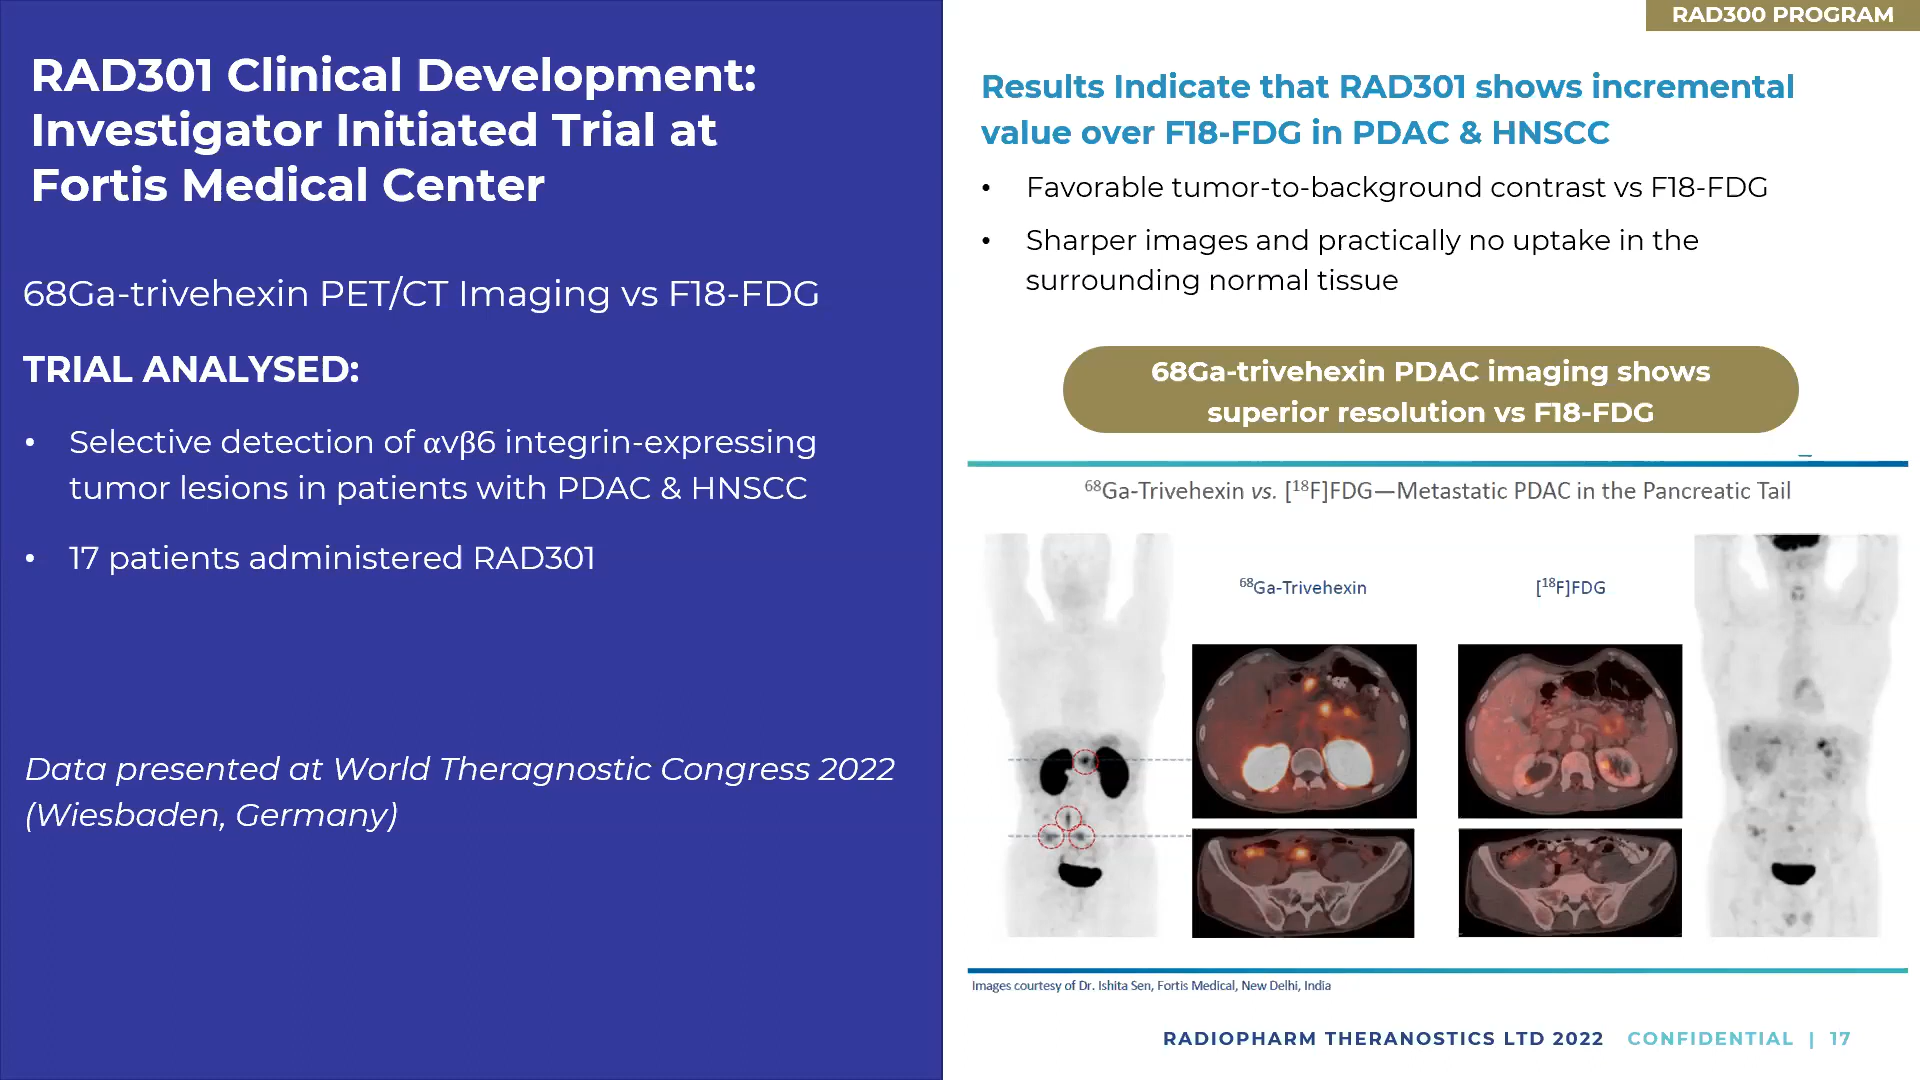 RAD300 PROGRAM
RAD301 Clinical Development:
Investigator Initiated Trial at
Fortis Medical Center
68Ga-trivehexin PET/CT Imaging vs F18-FDG
TRIAL ANALYSED:
• Selective detection of αvβ6 integrin-expressing
tumor lesions in patients with PDAC & HNSCC
• 17 patients administered RAD301
Data presented at World Theragnostic Congress 2022
(Wiesbaden, Germany)
Results Indicate that RAD301 shows incremental
value over F18-FDG in PDAC & HNSCC
• Favorable tumor-to-background contrast vs F18-FDG
• Sharper images and practically no uptake in the
surrounding normal tissue
68Ga-trivehexin PDAC imaging shows
superior resolution vs F18-FDG
⁶⁸Ga-Trivehexin vs. [¹⁸F]FDG—Metastatic PDAC in the Pancreatic Tail
⁶⁸Ga-Trivehexin
[¹⁸F]FDG
Images courtesy of Dr. Ishita Sen, Fortis Medical, New Delhi, India
RADIOPHARM THERANOSTICS LTD 2022 CONFIDENTIAL | 17